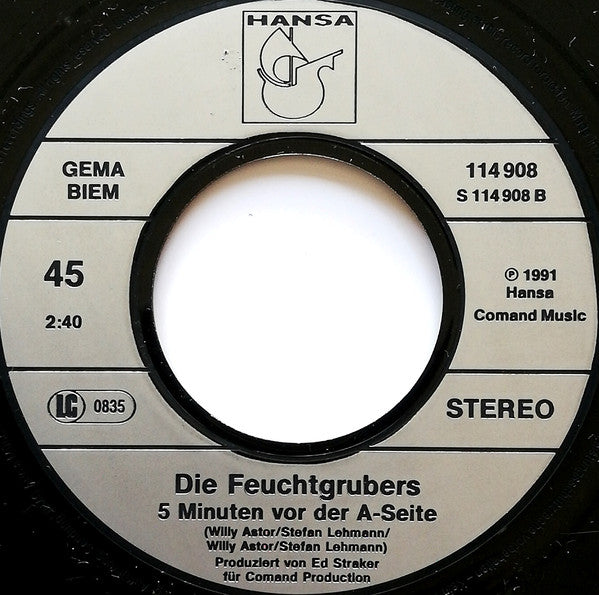 HANSA
GEMA
BIEM
114 908
S 114 908 B
45
2:40
℗ 1991
Hansa
Comand Music
LC 0835
STEREO
Die Feuchtgrubers
5 Minuten vor der A-Seite
(Willy Astor/Stefan Lehmann/
Willy Astor/Stefan Lehmann)
Produziert von Ed Straker
für Comand Production